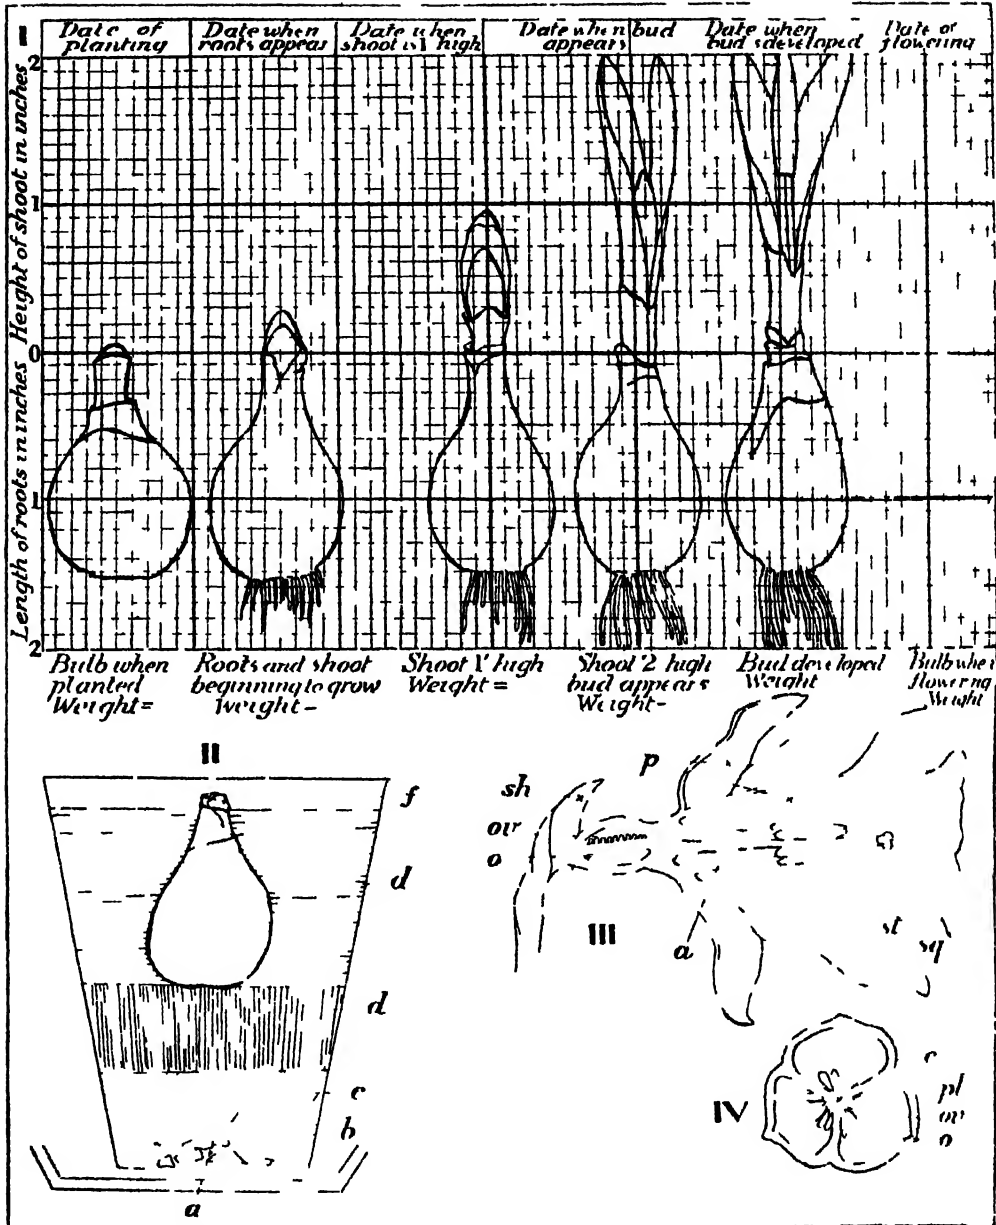 I
Date of
planting
Date when
roots appear
Date when
shoot is 1 high
Date when bud
appears
Date when
bud developed
Date of
flowering
Height of shoot in inches
Length of roots in inches
2
1
0
1
2
Bulb when
planted
Weight =
Roots and shoot
beginning to grow
Weight -
Shoot 1" high
Weight =
Shoot 2 high
bud appears
Weight -
Bud developed
Weight
Bulb when
flowering
Weight
II
f
d
d
c
b
a
III
sh
p
ov
o
a
st
sq
IV
c
pl
ov
o